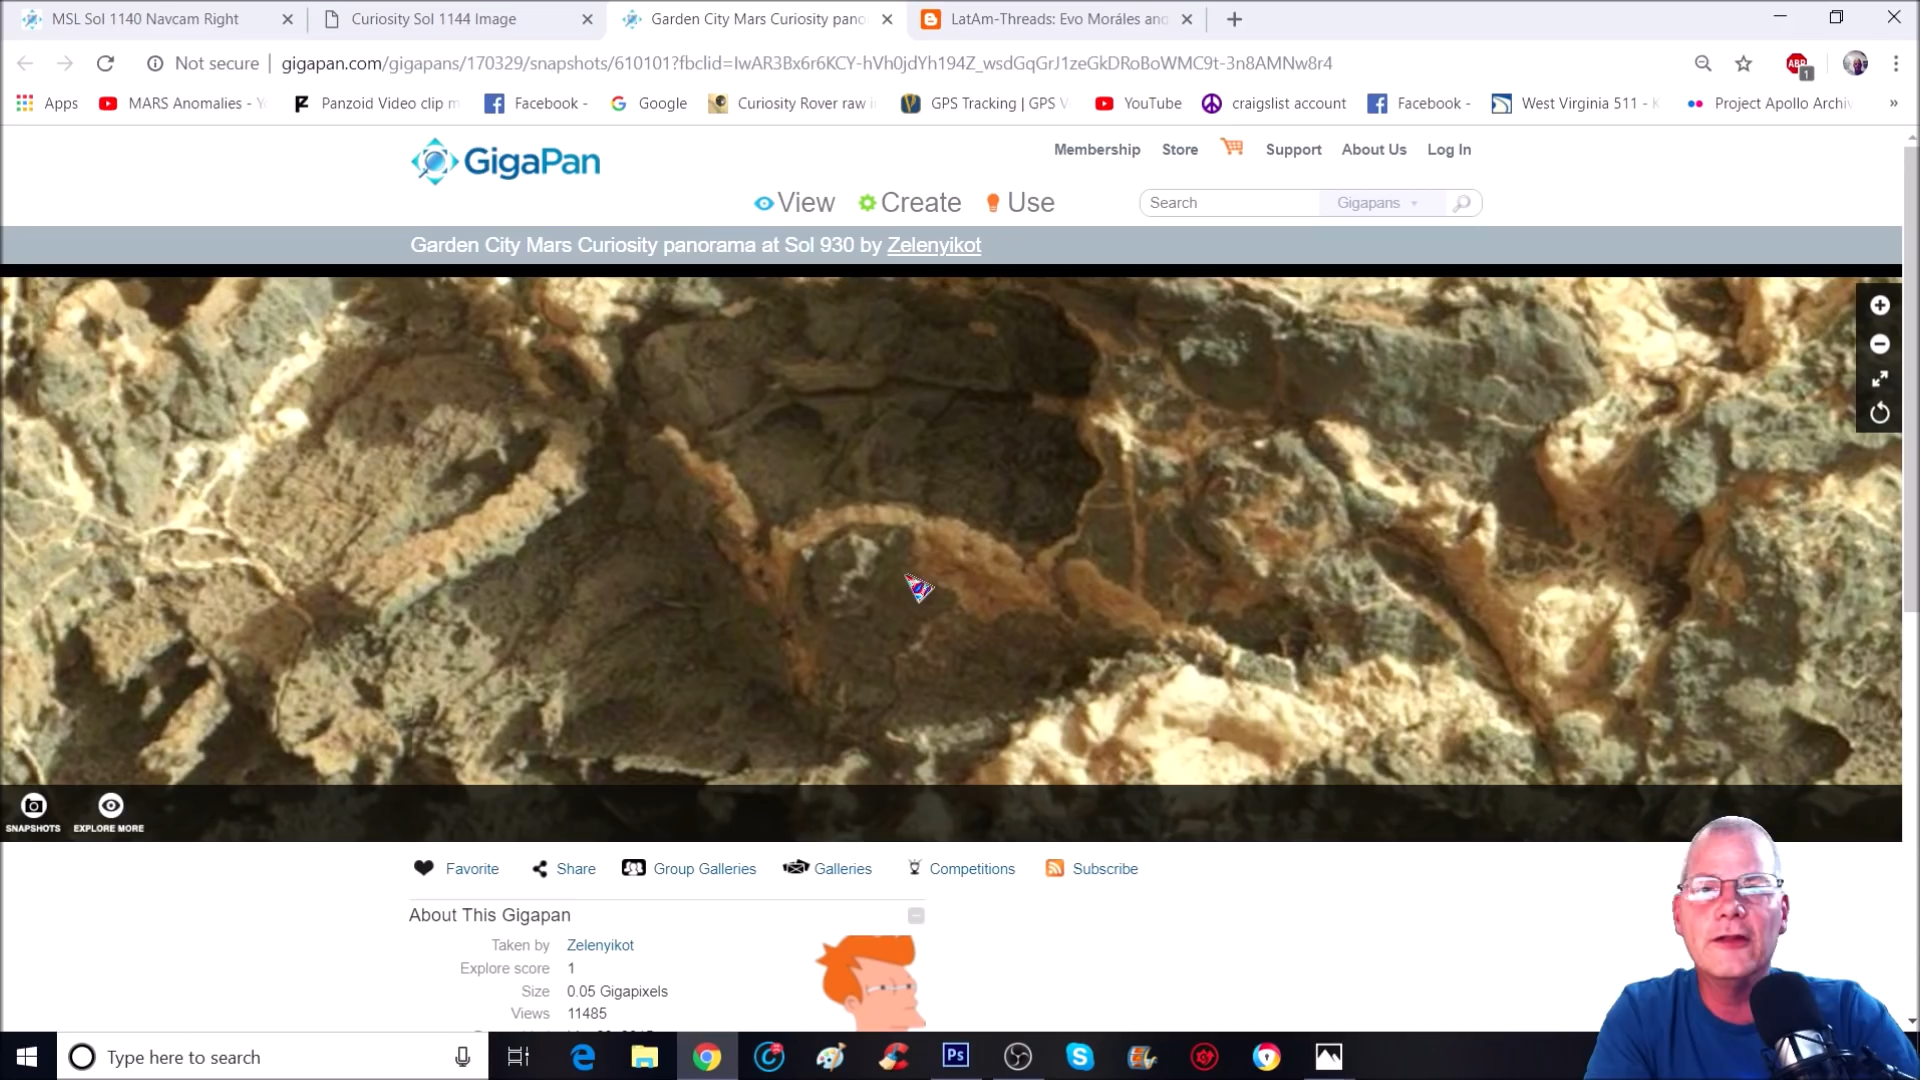 MSL Sol 1140 Navcam Right
Curiosity Sol 1144 Image
Garden City Mars Curiosity pano
LatAm-Threads: Evo Moráles and
Not secure
gigapan.com/gigapans/170329/snapshots/610101?fbclid=IwAR3Bx6r6KCY-hVh0jdYh194Z_wsdGqGrJ1zeGkDRoBoWMC9t-3n8AMNw8r4
ABP
1
Apps
MARS Anomalies - Y
Panzoid Video clip m
Facebook -
Google
Curiosity Rover raw i
GPS Tracking | GPS V
YouTube
craigslist account
Facebook -
West Virginia 511 - K
Project Apollo Archiv
»
GigaPan
Membership
Store
Support
About Us
Log In
View
Create
Use
Search
Gigapans
Garden City Mars Curiosity panorama at Sol 930 by Zelenyikot
SNAPSHOTS
EXPLORE MORE
Favorite
Share
Group Galleries
Galleries
Competitions
Subscribe
About This Gigapan
Taken by Zelenyikot
Explore score 1
Size 0.05 Gigapixels
Views 11485
Type here to search
Ps